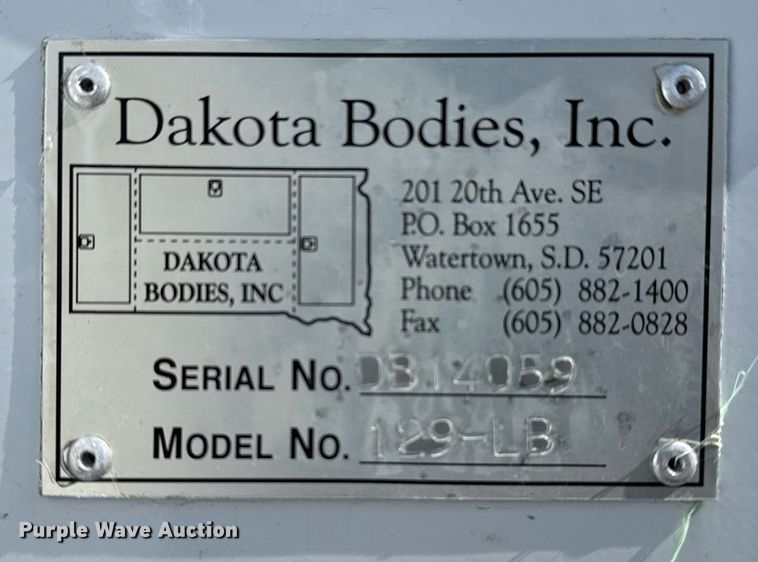 Dakota Bodies, Inc.
201 20th Ave. SE
P.O. Box 1655
Watertown, S.D. 57201
Phone (605) 882-1400
Fax (605) 882-0828
DAKOTA
BODIES, INC
SERIAL NO. DB14059
MODEL NO. 129-LB
Purple Wave Auction